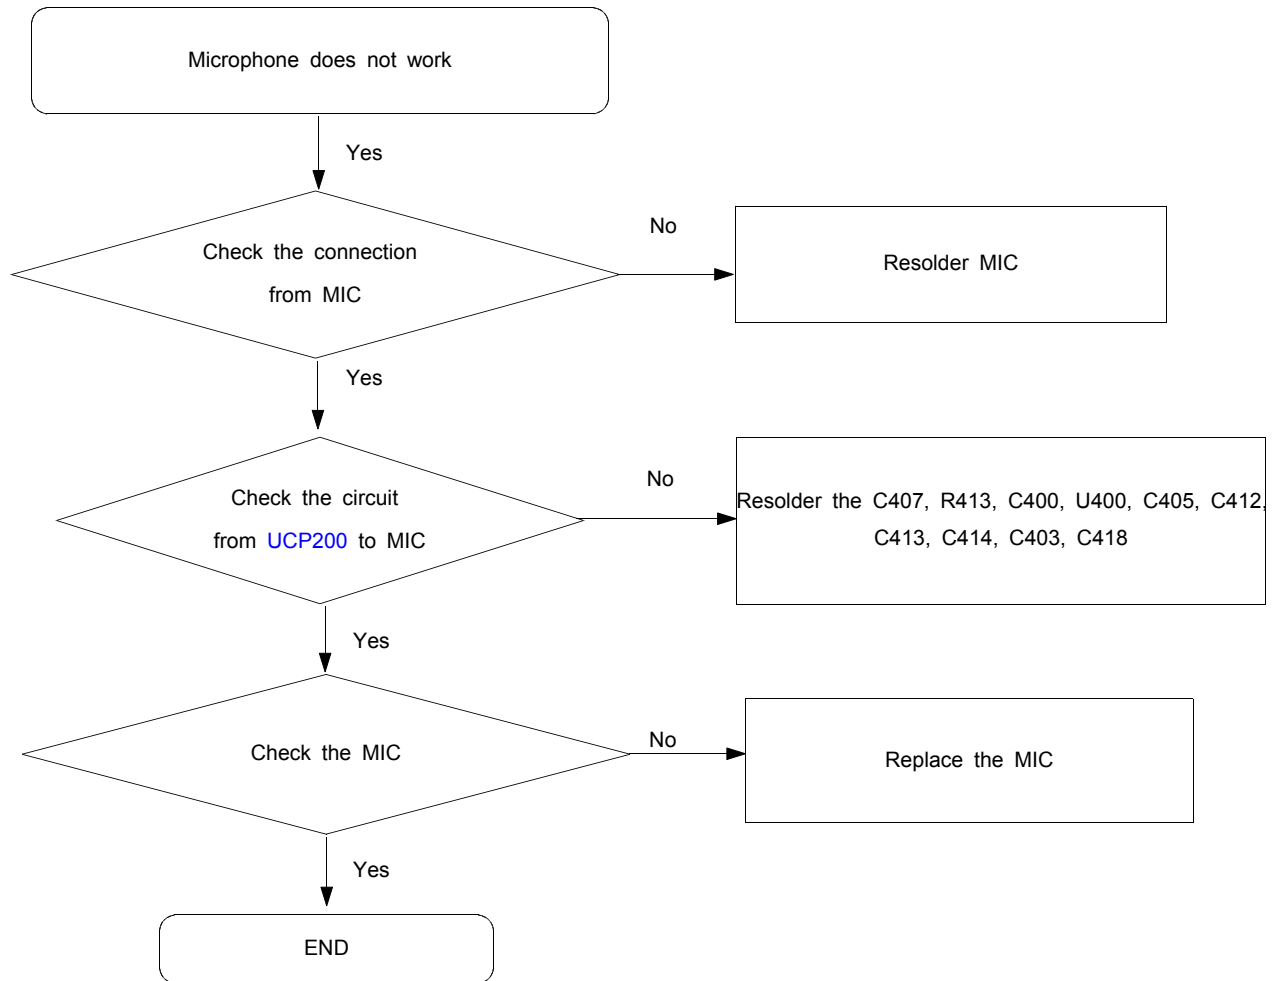 Microphone does not work
Yes
Check the connection
from MIC
No
Resolder MIC
Yes
Check the circuit
from UCP200 to MIC
No
Resolder the C407, R413, C400, U400, C405, C412,
C413, C414, C403, C418
Yes
Check the MIC
No
Replace the MIC
Yes
END